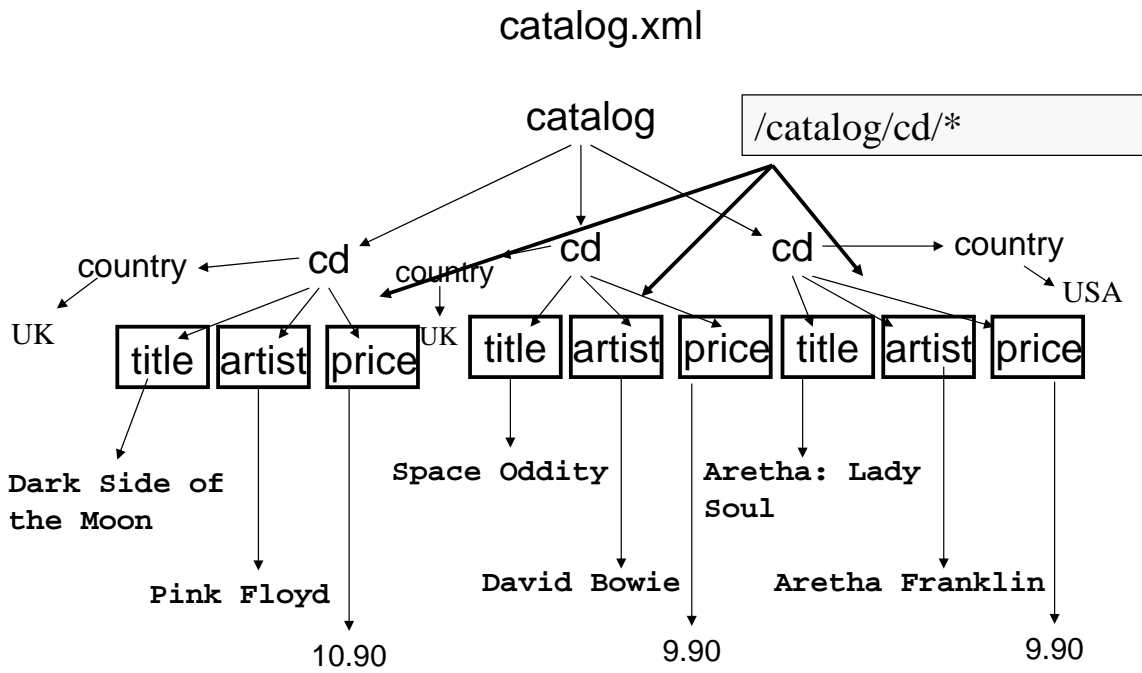 catalog.xml
catalog
/catalog/cd/*
country
cd
country
cd
cd
country
UK
UK
USA
title
artist
price
title
artist
price
title
artist
price
Dark Side of
the Moon
Space Oddity
Aretha: Lady
Soul
Pink Floyd
David Bowie
Aretha Franklin
10.90
9.90
9.90